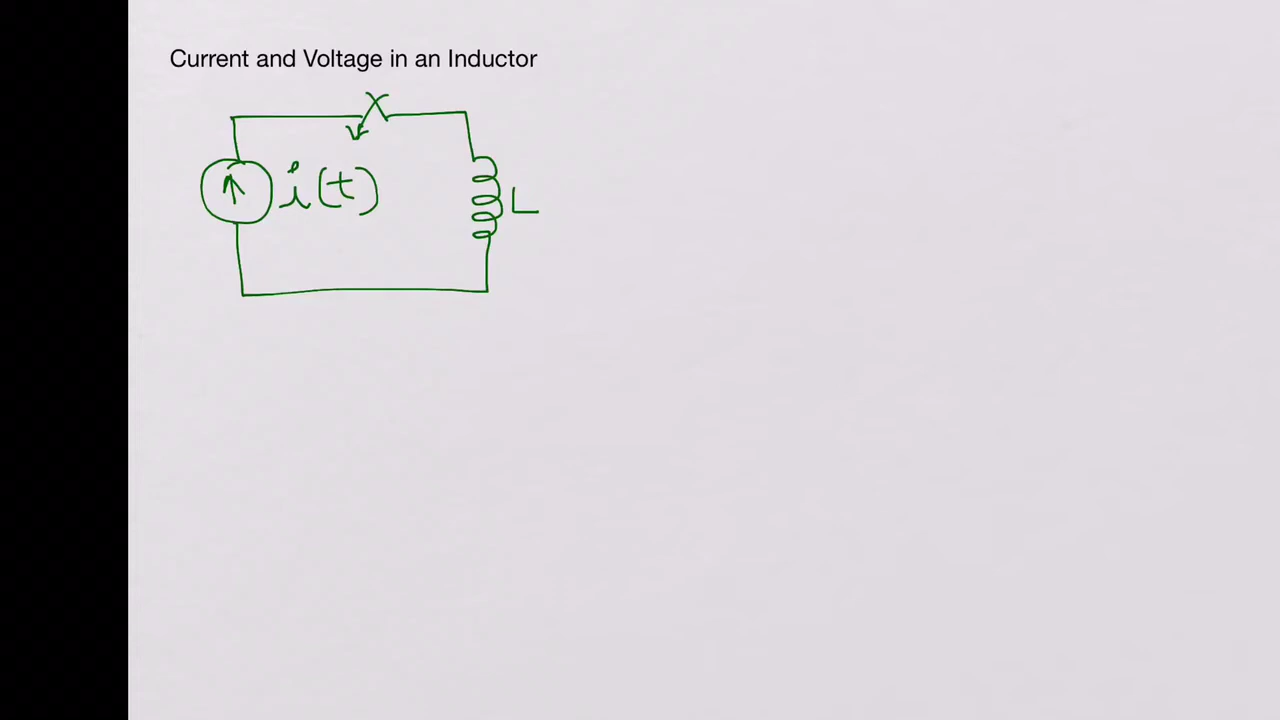 Current and Voltage in an Inductor
i(t)
L